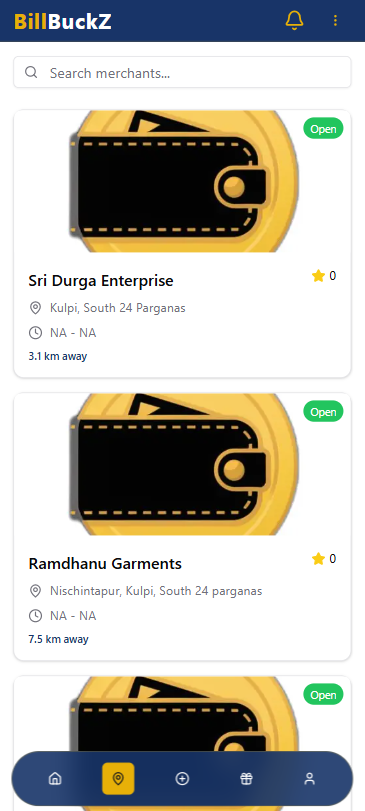 BillBuckZ
Search merchants...
Open
Sri Durga Enterprise
0
Kulpi, South 24 Parganas
NA - NA
3.1 km away
Open
Ramdhanu Garments
0
Nischintapur, Kulpi, South 24 parganas
NA - NA
7.5 km away
Open